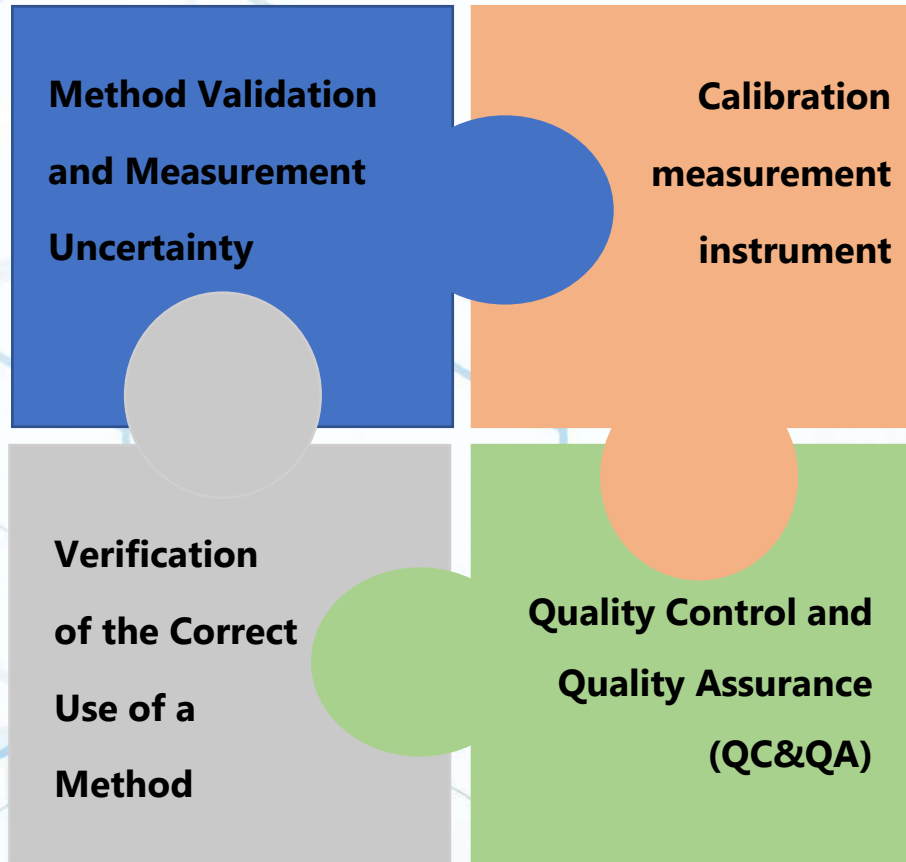 Method Validation
and Measurement
Uncertainty
Calibration
measurement
instrument
Verification
of the Correct
Use of a
Method
Quality Control and
Quality Assurance
(QC&QA)